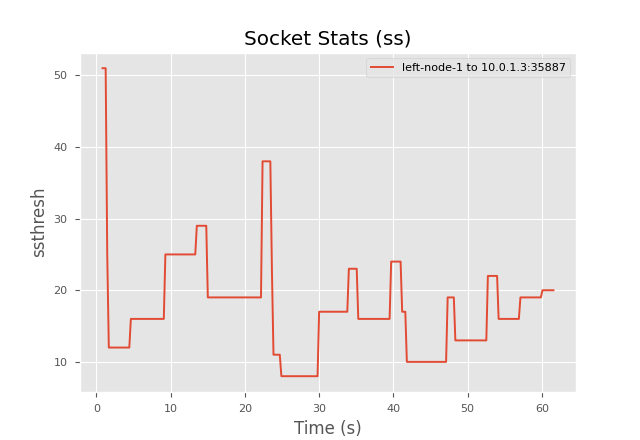 Socket Stats (ss)
left-node-1 to 10.0.1.3:35887
ssthresh
50
40
30
20
10
0 10 20 30 40 50 60
Time (s)